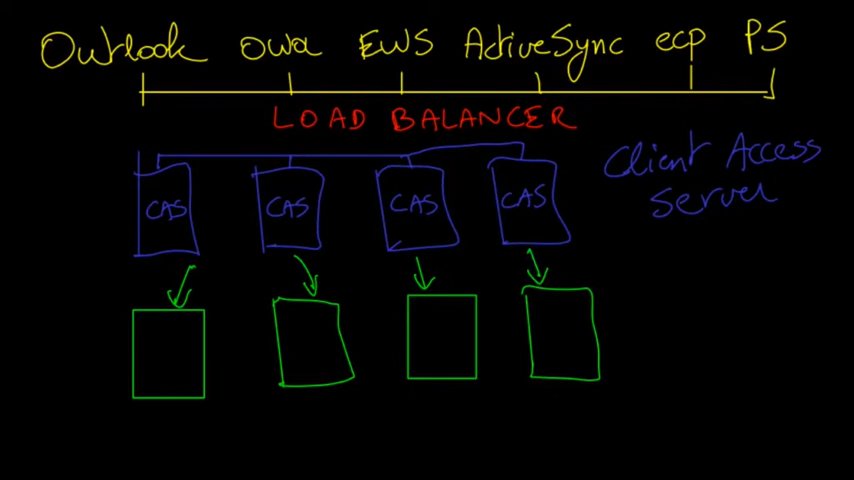 Outlook owa EWS ActiveSync ecp PS
LOAD BALANCER
Client Access
Server
CAS CAS CAS CAS